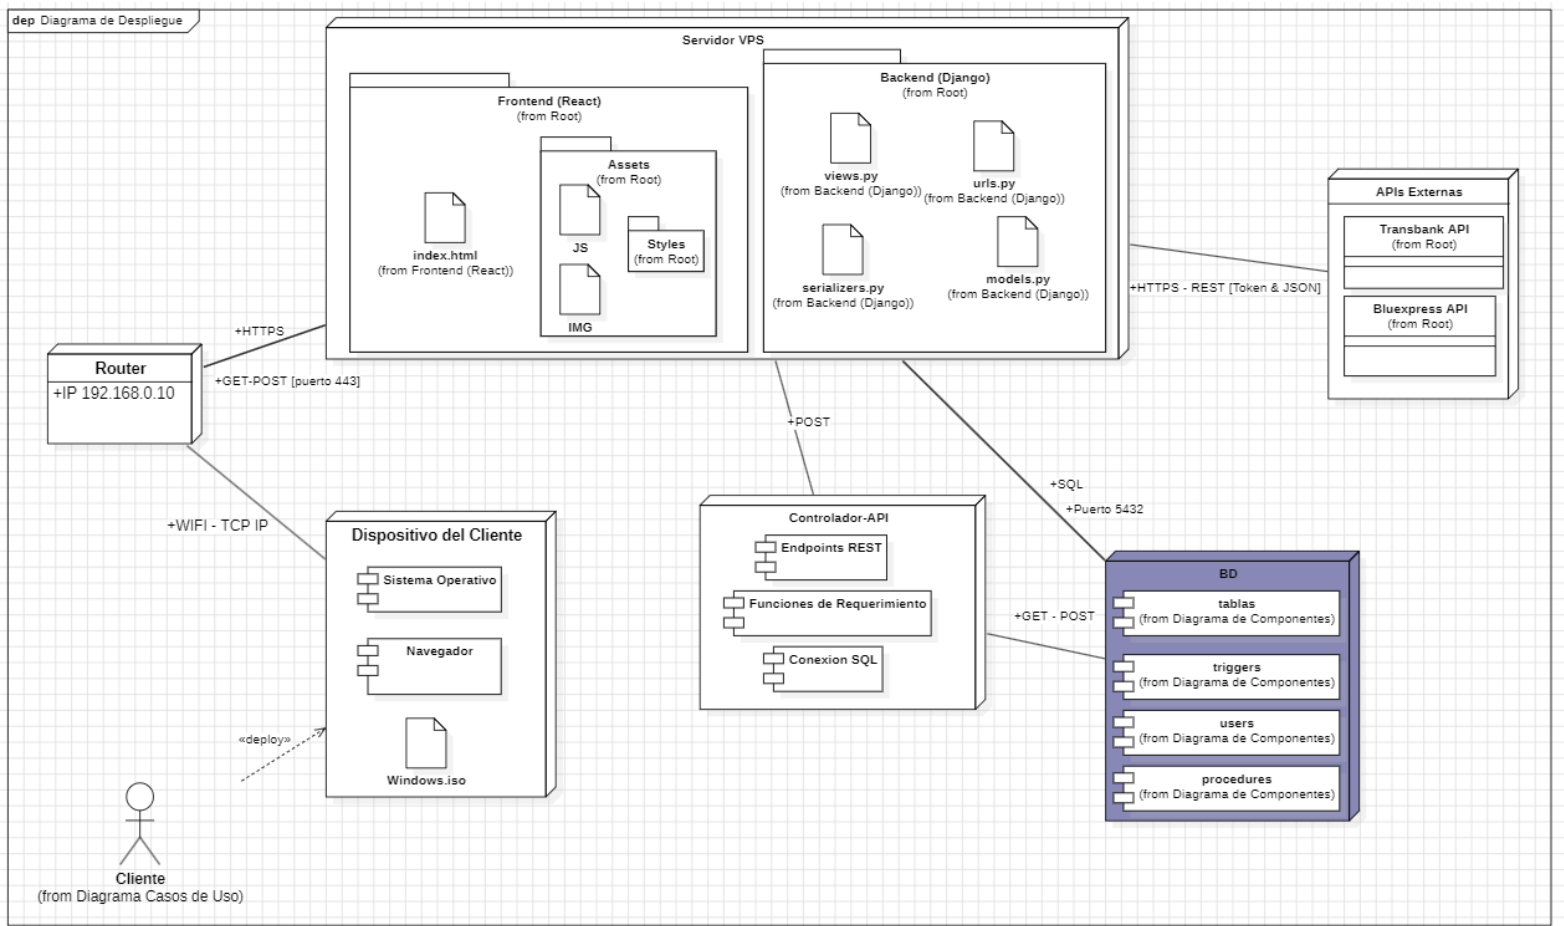 dep Diagrama de Despliegue
Servidor VPS
Frontend (React)
(from Root)
index.html
(from Frontend (React))
Assets
(from Root)
JS
IMG
Styles
(from Root)
Backend (Django)
(from Root)
views.py
(from Backend (Django))
urls.py
(from Backend (Django))
serializers.py
(from Backend (Django))
models.py
(from Backend (Django))
APIs Externas
Transbank API
(from Root)
Bluexpress API
(from Root)
+HTTPS - REST [Token & JSON]
+HTTPS
+GET-POST [puerto 443]
Router
+IP 192.168.0.10
+WIFI - TCP IP
+POST
+SQL
+Puerto 5432
Dispositivo del Cliente
Sistema Operativo
Navegador
Windows.iso
«deploy»
Cliente
(from Diagrama Casos de Uso)
Controlador-API
Endpoints REST
Funciones de Requerimiento
Conexion SQL
+GET - POST
BD
tablas
(from Diagrama de Componentes)
triggers
(from Diagrama de Componentes)
users
(from Diagrama de Componentes)
procedures
(from Diagrama de Componentes)